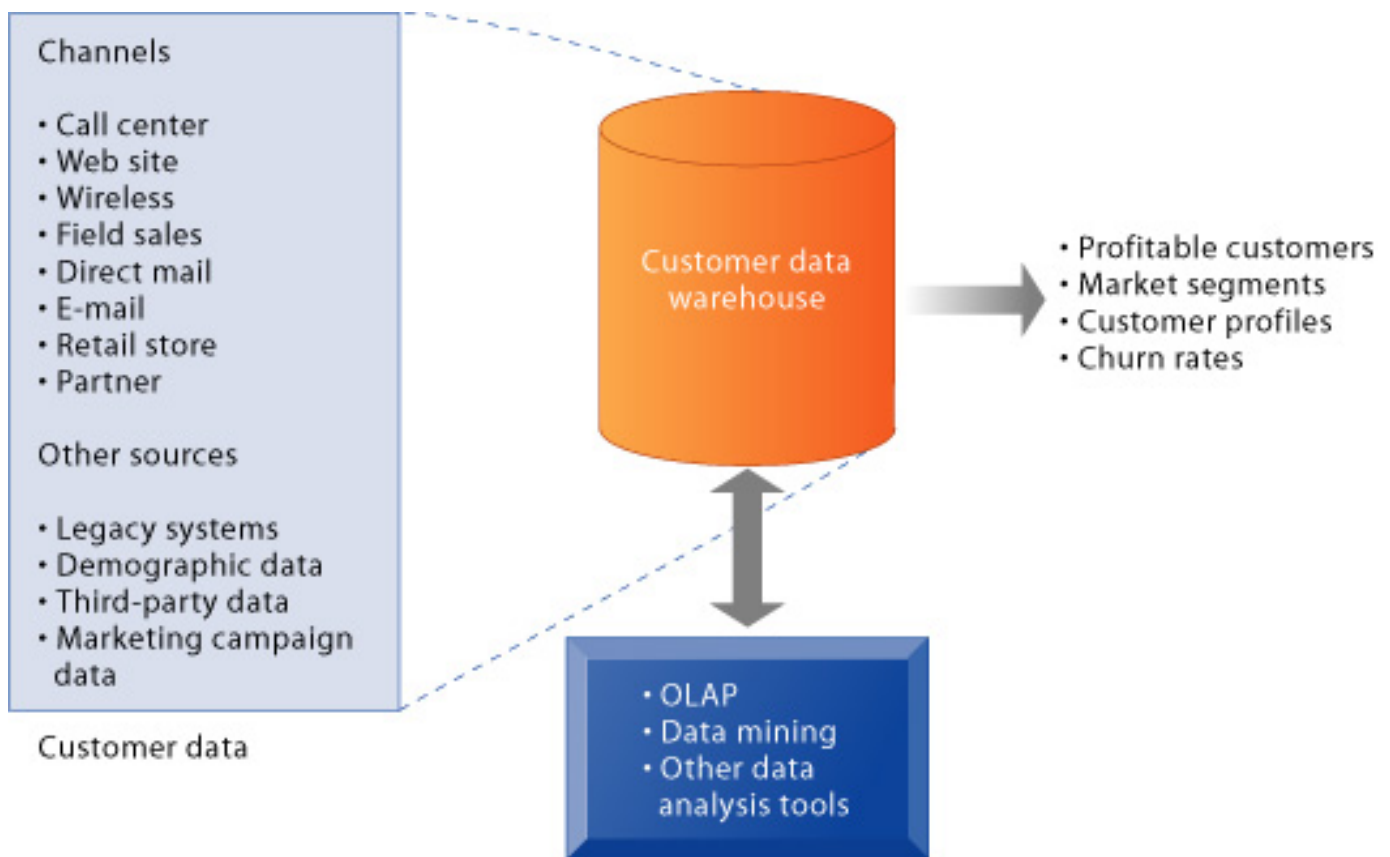 Channels
• Call center
• Web site
• Wireless
• Field sales
• Direct mail
• E-mail
• Retail store
• Partner
Other sources
• Legacy systems
• Demographic data
• Third-party data
• Marketing campaign
data
Customer data
Customer data
warehouse
• Profitable customers
• Market segments
• Customer profiles
• Churn rates
• OLAP
• Data mining
• Other data
analysis tools